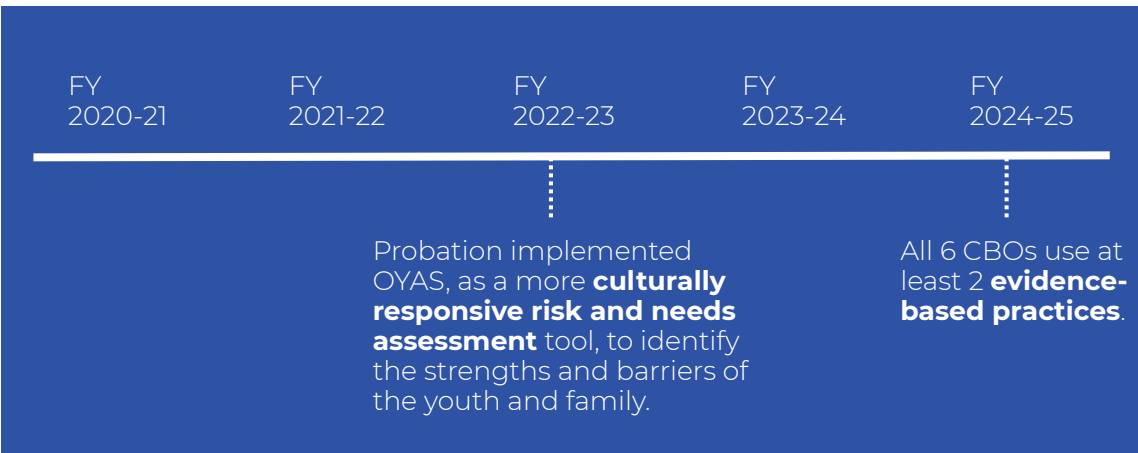 FY
2020-21
FY
2021-22
FY
2022-23
FY
2023-24
FY
2024-25
Probation implemented
OYAS, as a more culturally
responsive risk and needs
assessment tool, to identify
the strengths and barriers of
the youth and family.
All 6 CBOs use at
least 2 evidence-
based practices.